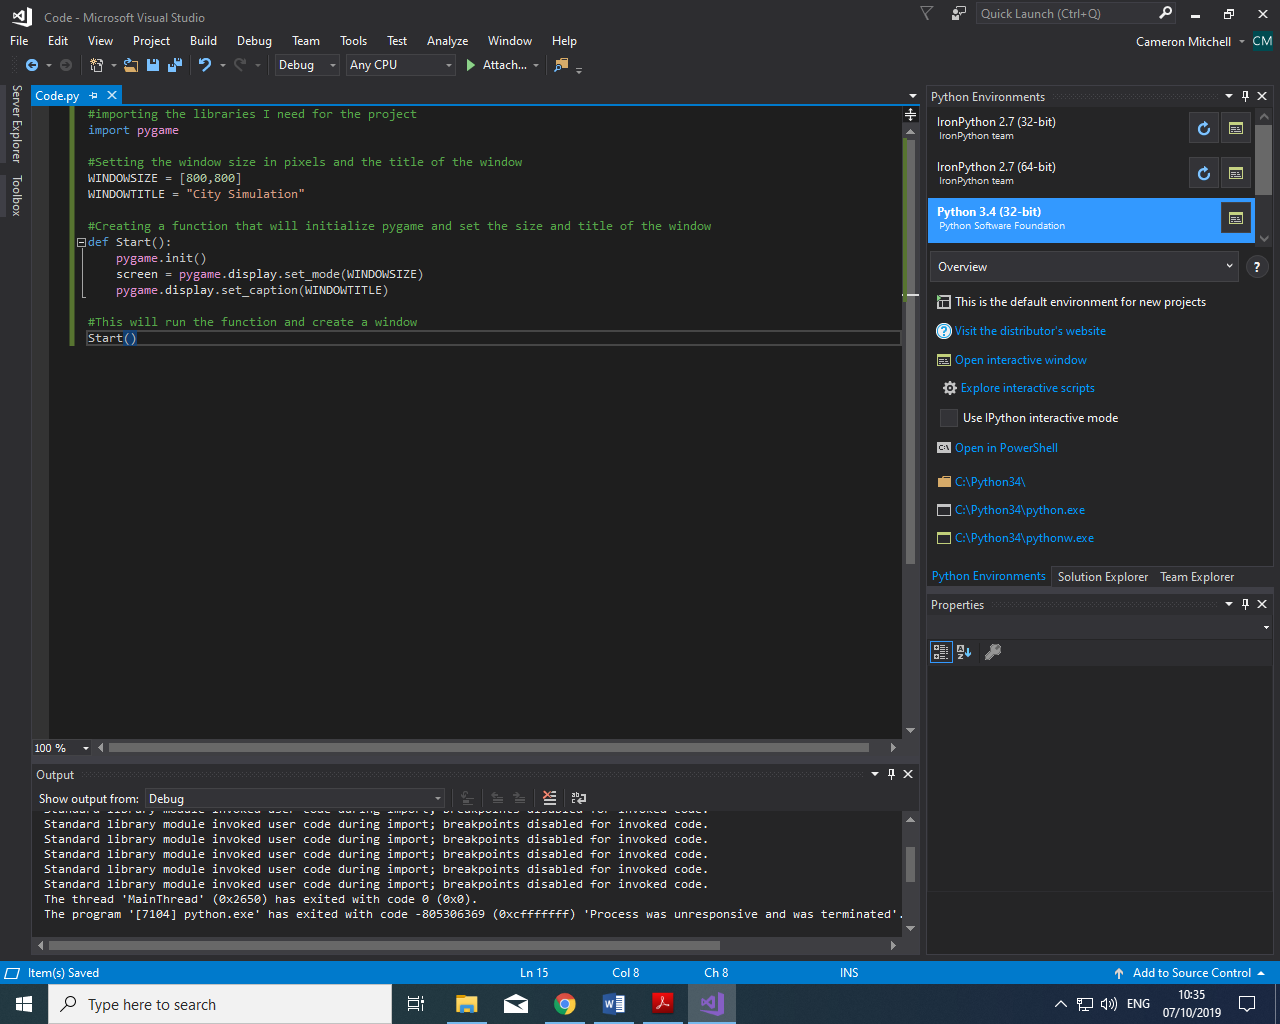 Code - Microsoft Visual Studio
Quick Launch (Ctrl+Q)
File Edit View Project Build Debug Team Tools Test Analyze Window Help
Cameron Mitchell CM
Debug Any CPU Attach...
Server Explorer
Toolbox
Code.py
#importing the libraries I need for the project
import pygame
#Setting the window size in pixels and the title of the window
WINDOWSIZE = [800,800]
WINDOWTITLE = "City Simulation"
#Creating a function that will initialize pygame and set the size and title of the window
def Start():
pygame.init()
screen = pygame.display.set_mode(WINDOWSIZE)
pygame.display.set_caption(WINDOWTITLE)
#This will run the function and create a window
Start()
100 %
Python Environments
IronPython 2.7 (32-bit)
IronPython team
IronPython 2.7 (64-bit)
IronPython team
Python 3.4 (32-bit)
Python Software Foundation
Overview
?
This is the default environment for new projects
Visit the distributor's website
Open interactive window
Explore interactive scripts
Use IPython interactive mode
Open in PowerShell
C:\Python34\
C:\Python34\python.exe
C:\Python34\pythonw.exe
Python Environments Solution Explorer Team Explorer
Properties
Output
Show output from: Debug
Standard library module invoked user code during import; breakpoints disabled for invoked code.
Standard library module invoked user code during import; breakpoints disabled for invoked code.
Standard library module invoked user code during import; breakpoints disabled for invoked code.
Standard library module invoked user code during import; breakpoints disabled for invoked code.
Standard library module invoked user code during import; breakpoints disabled for invoked code.
Standard library module invoked user code during import; breakpoints disabled for invoked code.
The thread 'MainThread' (0x2650) has exited with code 0 (0x0).
The program '[7104] python.exe' has exited with code -805306369 (0xcfffffff) 'Process was unresponsive and was terminated'.
Item(s) Saved Ln 15 Col 8 Ch 8 INS Add to Source Control
Type here to search
ENG
10:35
07/10/2019